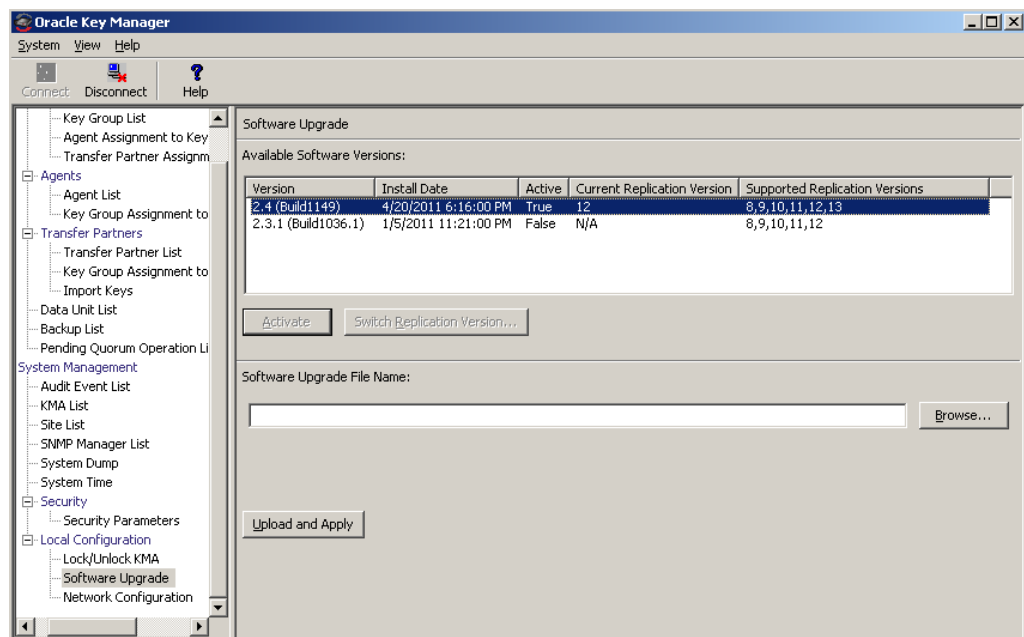 Oracle Key Manager
System View Help
Connect Disconnect Help
Key Group List
Agent Assignment to Key
Transfer Partner Assignm
Agents
Agent List
Key Group Assignment to
Transfer Partners
Transfer Partner List
Key Group Assignment to
Import Keys
Data Unit List
Backup List
Pending Quorum Operation Li
System Management
Audit Event List
KMA List
Site List
SNMP Manager List
System Dump
System Time
Security
Security Parameters
Local Configuration
Lock/Unlock KMA
Software Upgrade
Network Configuration
Software Upgrade
Available Software Versions:
Version Install Date Active Current Replication Version Supported Replication Versions
2.4 (Build1149) 4/20/2011 6:16:00 PM True 12 8,9,10,11,12,13
2.3.1 (Build1036.1) 1/5/2011 11:21:00 PM False N/A 8,9,10,11,12
Activate Switch Replication Version...
Software Upgrade File Name:
Browse...
Upload and Apply